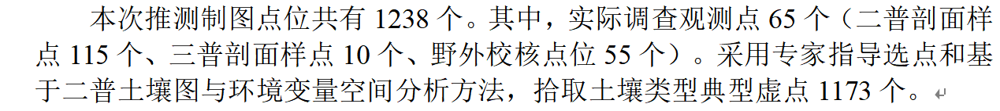 本次推测制图点位共有 1238 个。其中，实际调查观测点 65 个（二普剖面样
点 115 个、三普剖面样点 10 个、野外校核点位 55 个）。采用专家指导选点和基
于二普土壤图与环境变量空间分析方法，拾取土壤类型典型虚点 1173 个。